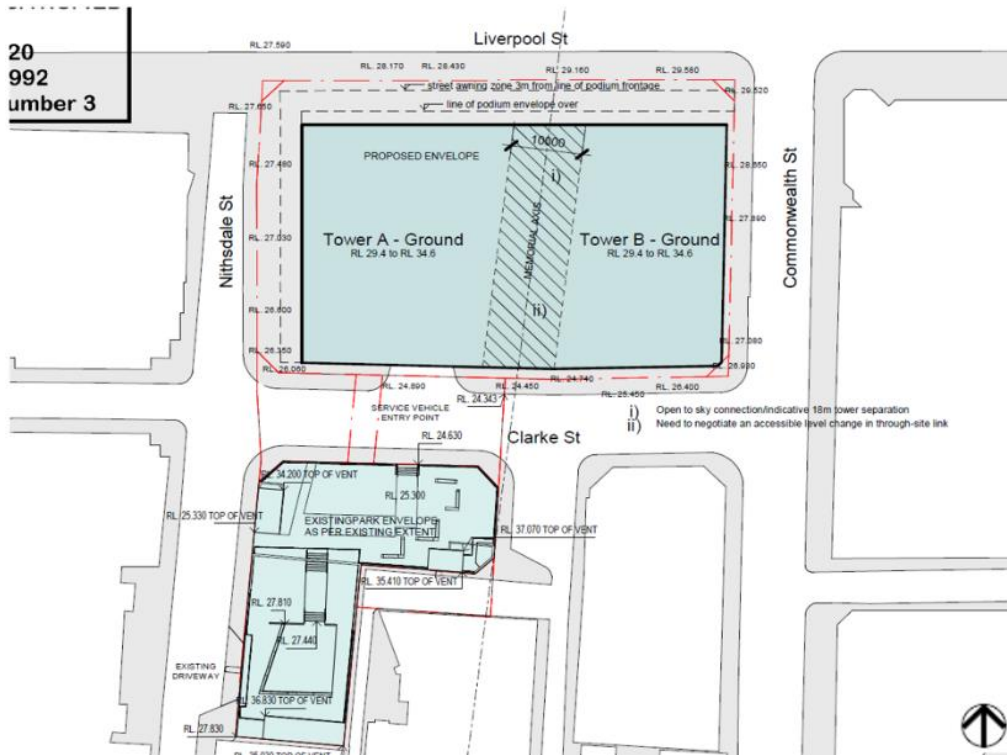 20
992
umber 3
Liverpool St
RL.27.590
RL. 28.170
RL. 28.430
RL. 29.160
RL. 29.560
street awning zone 3m from line of podium frontage
RL. 29.520
line of podium envelope over
RL. 27.650
10000
PROPOSED ENVELOPE
i)
RL. 27.480
RL. 28.650
Nithsdale St
Commonwealth St
RL. 27.890
MEMORIAL AXIS
RL. 27.030
Tower A - Ground
RL 29.4 to RL 34.6
Tower B - Ground
RL 29.4 to RL 34.6
ii)
RL. 26.600
RL. 27.080
RL. 26.350
RL. 26.060
RL. 26.930
RL. 24.890
RL. 24.450
RL. 24.740
RL. 25.450
RL. 26.400
RL. 24.343
SERVICE VEHICLE
ENTRY POINT
i) Open to sky connection/indicative 18m tower separation
ii) Need to negotiate an accessible level change in through-site link
Clarke St
RL. 24.630
RL. 34.200 TOP OF VENT
RL. 25.300
RL. 25.330 TOP OF VENT
EXISTINGPARK ENVELOPE
AS PER EXISTING EXTENT
RL. 37.070 TOP OF VENT
RL. 35.410 TOP OF VENT
RL. 27.810
RL. 27.440
EXISTING
DRIVEWAY
RL. 36.830 TOP OF VENT
RL. 27.830